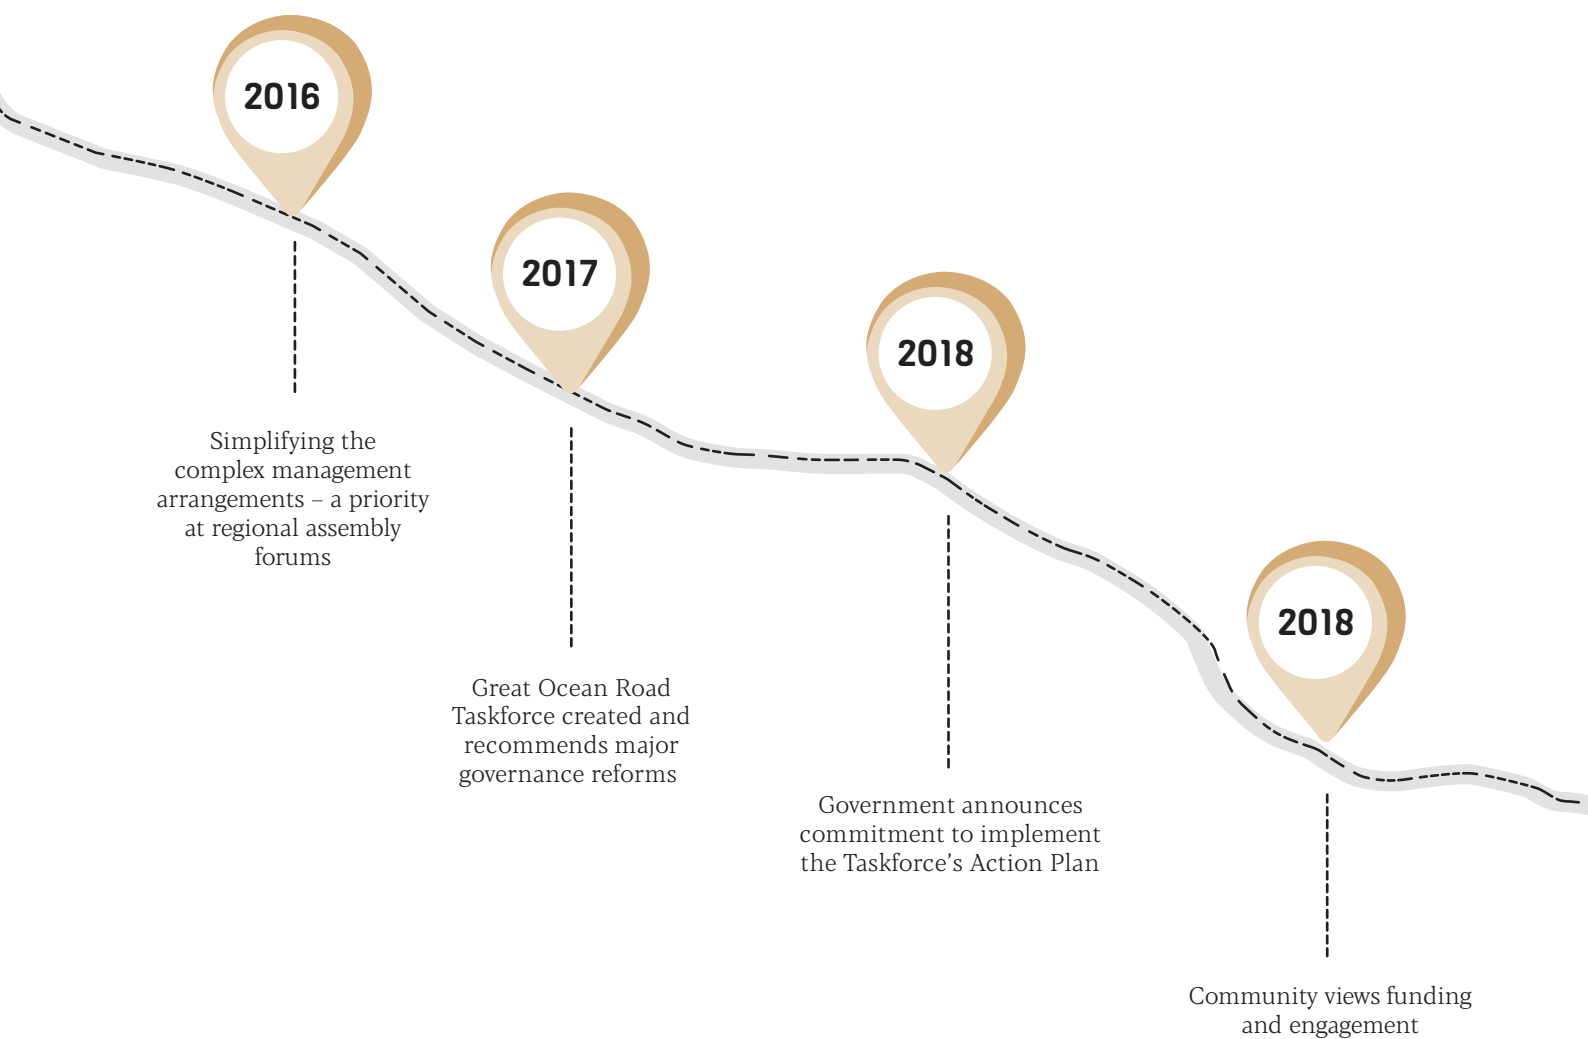 2016
Simplifying the
complex management
arrangements – a priority
at regional assembly
forums
2017
Great Ocean Road
Taskforce created and
recommends major
governance reforms
2018
Government announces
commitment to implement
the Taskforce’s Action Plan
2018
Community views funding
and engagement